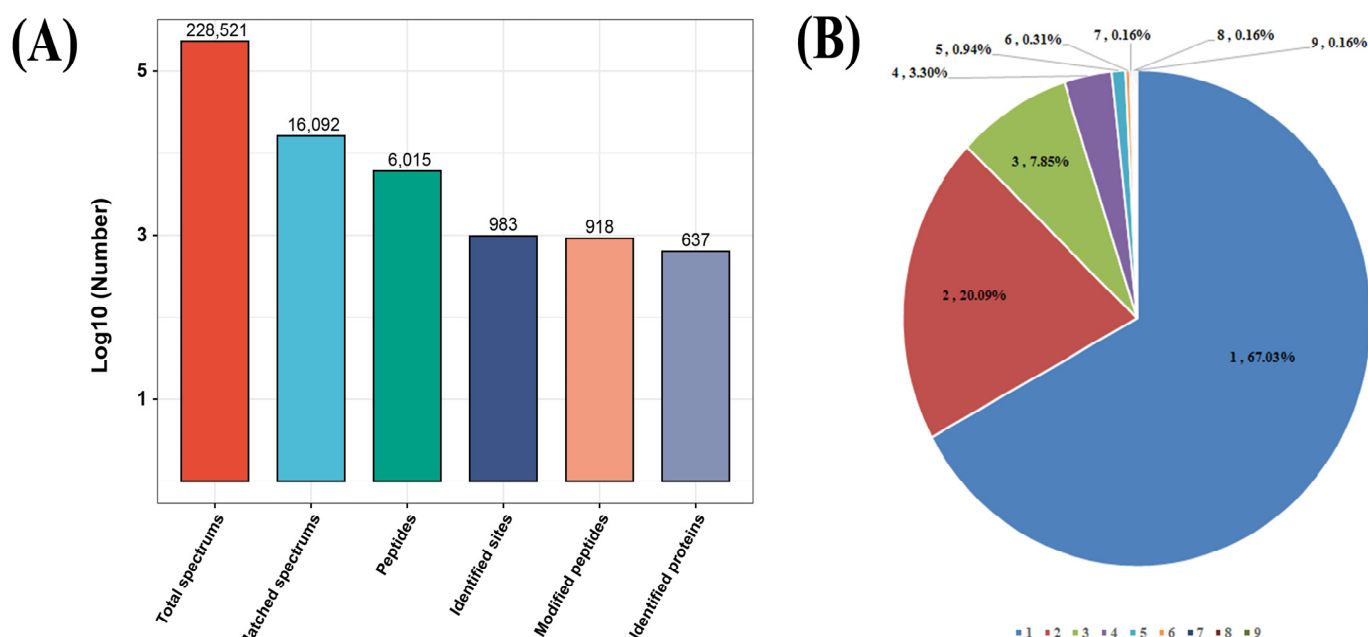 (A)
228,521
16,092
6,015
983
918
637
5
3
1
Log10 (Number)
Total spectrums
Matched spectrums
Peptides
Identified sites
Modified peptides
Identified proteins
(B)
7 , 0.16%
8 , 0.16%
6 , 0.31%
9 , 0.16%
5 , 0.94%
4 , 3.30%
3 , 7.85%
2 , 20.09%
1 , 67.03%
1 2 3 4 5 6 7 8 9